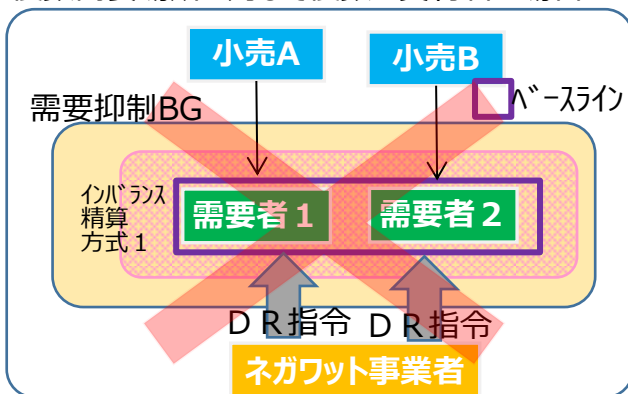 小売A
小売B
需要抑制BG
ﾍﾞｰｽライン
ｲﾝﾊﾞﾗﾝｽ
精算
方式１
需要者１
需要者２
ＤＲ指令
ＤＲ指令
ネガワット事業者